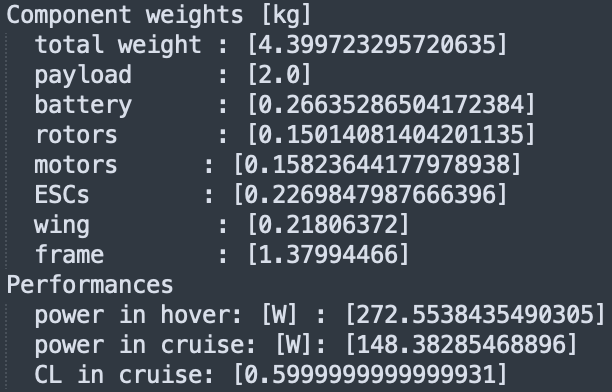 Component weights [kg]
total weight : [4.399723295720635]
payload : [2.0]
battery : [0.26635286504172384]
rotors : [0.15014081404201135]
motors : [0.15823644177978938]
ESCs : [0.2269847987666396]
wing : [0.21806372]
frame : [1.37994466]
Performances
power in hover: [W] : [272.5538435490305]
power in cruise: [W]: [148.38285468896]
CL in cruise: [0.5999999999999931]